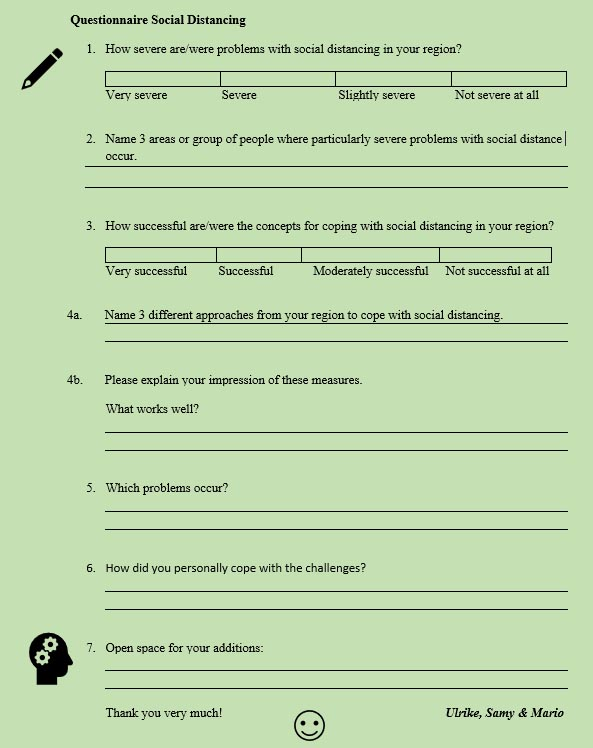 Questionnaire Social Distancing
1. How severe are/were problems with social distancing in your region?
Very severe Severe Slightly severe Not severe at all
2. Name 3 areas or group of people where particularly severe problems with social distance
occur.
3. How successful are/were the concepts for coping with social distancing in your region?
Very successful Successful Moderately successful Not successful at all
4a. Name 3 different approaches from your region to cope with social distancing.
4b. Please explain your impression of these measures.
What works well?
5. Which problems occur?
6. How did you personally cope with the challenges?
7. Open space for your additions:
Thank you very much! Ulrike, Samy & Mario